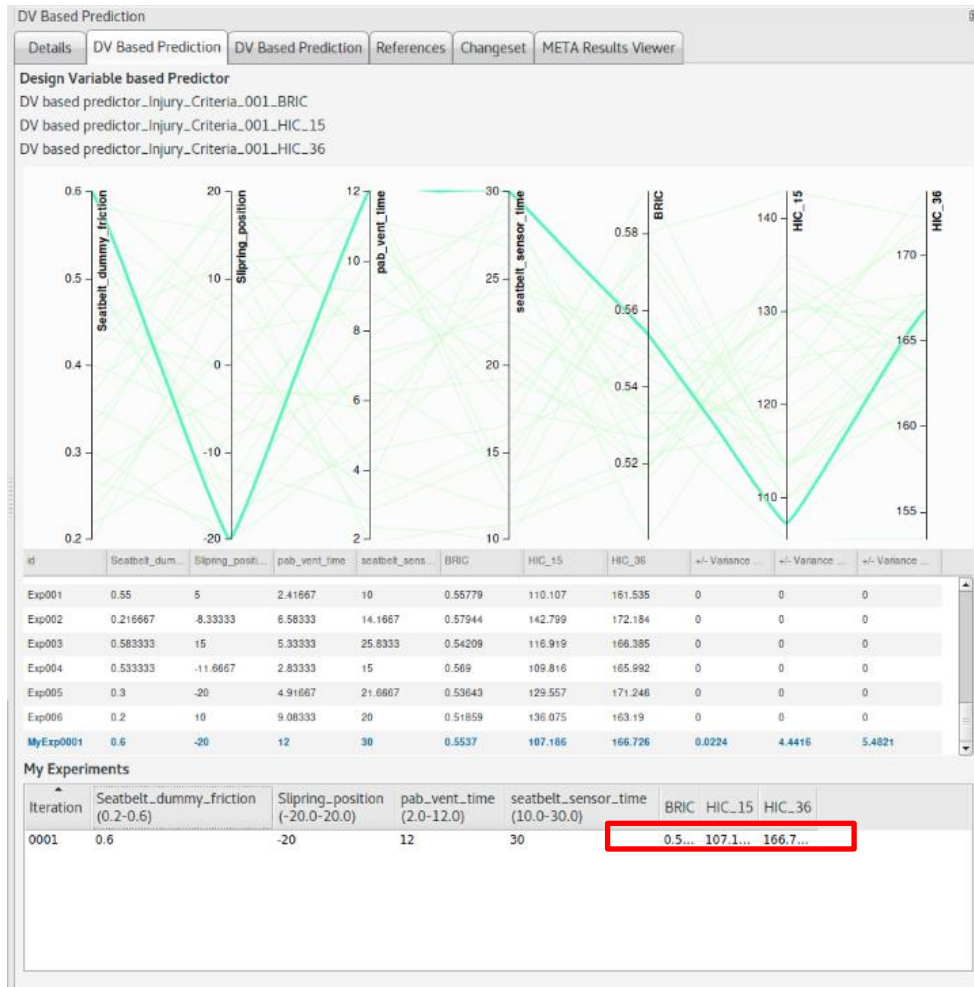 DV Based Prediction
Details DV Based Prediction DV Based Prediction References Changeset META Results Viewer
Design Variable based Predictor
DV based predictor_Injury_Criteria_001_BRIC
DV based predictor_Injury_Criteria_001_HIC_15
DV based predictor_Injury_Criteria_001_HIC_36
Seatbelt_dummy_friction Slipring_position pab_vent_time seatbelt_sensor_time BRIC HIC_15 HIC_36
0.6 20 12 30
140
0.58
170
0.5 10 10 25
8
0.56 130
165
0.4 0 20
6
0.54
120
160
0.3 -10 15
4
0.52
110
155
0.2 -20 2 10
id Seatbelt_dum... Slipring_positi... pab_vent_time seatbelt_sens... BRIC HIC_15 HIC_36 +/- Variance ... +/- Variance ... +/- Variance ...
Exp001 0.55 5 2.41667 10 0.55779 110.107 161.535 0 0 0
Exp002 0.216667 -8.33333 6.58333 14.1667 0.57944 142.799 172.184 0 0 0
Exp003 0.583333 15 5.33333 25.8333 0.54209 116.919 166.385 0 0 0
Exp004 0.533333 -11.6667 2.83333 15 0.569 109.816 165.992 0 0 0
Exp005 0.3 -20 4.91667 21.6667 0.53643 129.557 171.246 0 0 0
Exp006 0.2 10 9.08333 20 0.51859 136.075 163.19 0 0 0
MyExp0001 0.6 -20 12 30 0.5537 107.186 166.726 0.0224 4.4416 5.4821
My Experiments
Iteration Seatbelt_dummy_friction Slipring_position pab_vent_time seatbelt_sensor_time BRIC HIC_15 HIC_36
(0.2-0.6) (-20.0-20.0) (2.0-12.0) (10.0-30.0)
0001 0.6 -20 12 30 0.5... 107.1... 166.7...